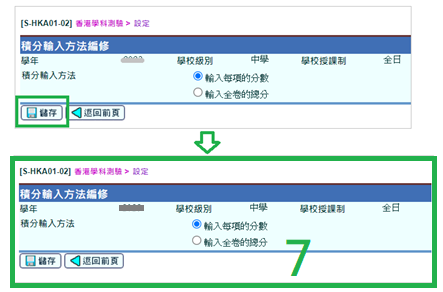 [S-HKA01-02] 香港學科測驗 > 設定
積分輸入方法編修
學年 學校級別 中學 學校授課制 全日
積分輸入方法 輸入每項的分數
輸入全卷的總分
儲存 返回前頁
[S-HKA01-02] 香港學科測驗 > 設定
積分輸入方法編修
學年 學校級別 中學 學校授課制 全日
積分輸入方法 輸入每項的分數
輸入全卷的總分
儲存 返回前頁
7